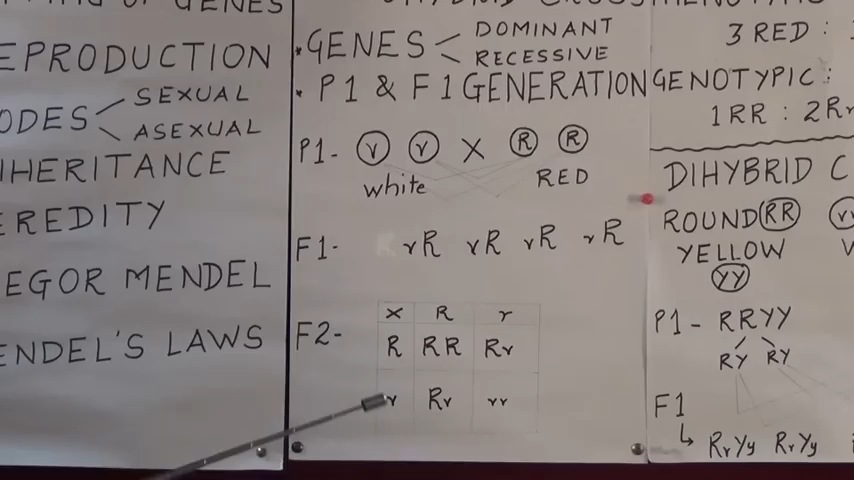 GENES
EPRODUCTION
ODES
SEXUAL
ASEXUAL
HERITANCE
EREDITY
EGOR MENDEL
ENDEL'S LAWS
GENES
DOMINANT
RECESSIVE
P1 & F1 GENERATION
P1- r r X R R
white RED
F1- rR rR rR rR
F2-
X R r
R RR Rr
r Rr rr
3 RED :
GENOTYPIC :
1RR : 2Rr
DIHYBRID C
ROUND RR
YELLOW
YY
P1- RRYY
RY RY
F1
RrYy RrYy